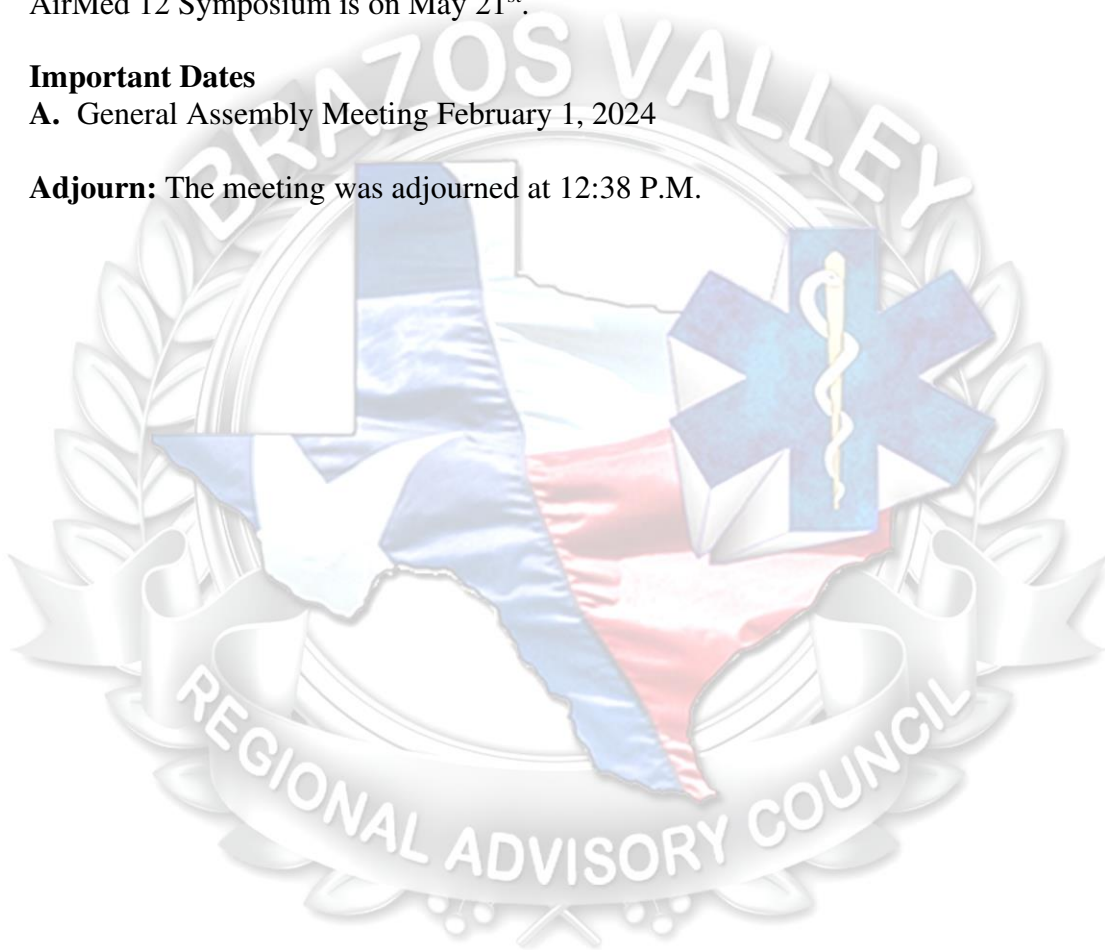 AirMed 12 Symposium is on May 21st.
Important Dates
A. General Assembly Meeting February 1, 2024
Adjourn: The meeting was adjourned at 12:38 P.M.
BRAZOS VALLEY
REGIONAL ADVISORY COUNCIL